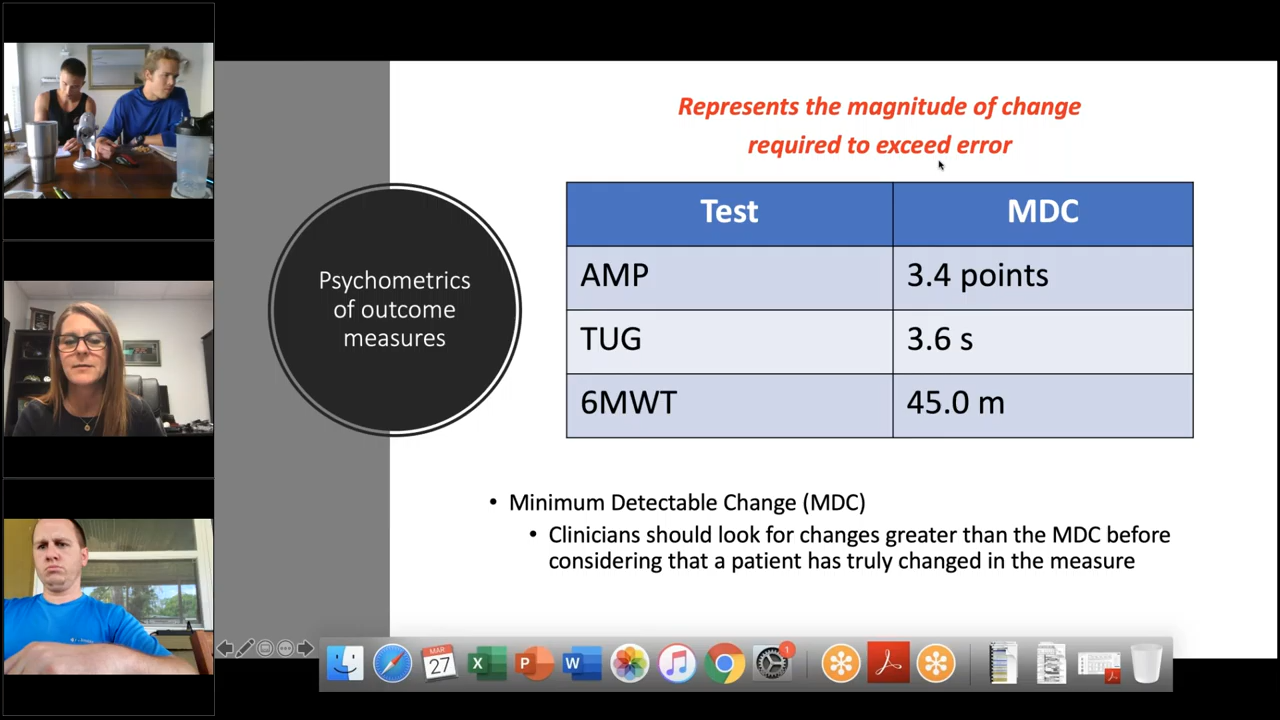 Represents the magnitude of change
required to exceed error
Test MDC
AMP 3.4 points
TUG 3.6 s
6MWT 45.0 m
Psychometrics
of outcome
measures
• Minimum Detectable Change (MDC)
• Clinicians should look for changes greater than the MDC before
considering that a patient has truly changed in the measure
MAR
27
X
P
W
1